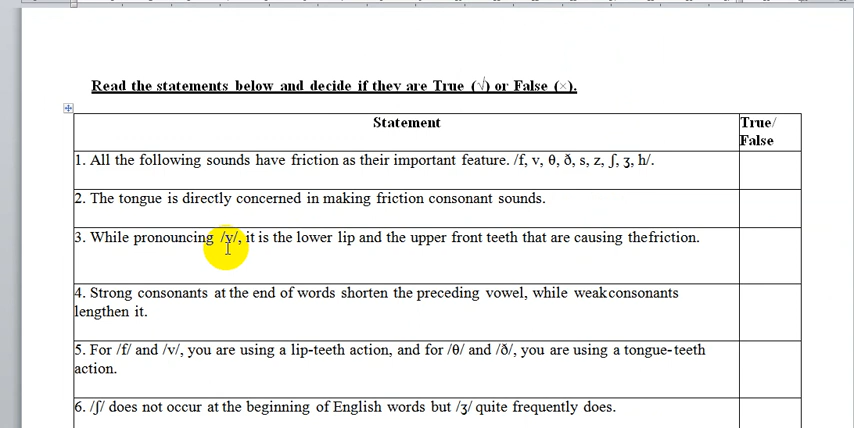 Read the statements below and decide if they are True (√) or False (×).
Statement
True/
False
1. All the following sounds have friction as their important feature. /f, v, θ, ð, s, z, ʃ, ʒ, h/.
2. The tongue is directly concerned in making friction consonant sounds.
3. While pronouncing /v/, it is the lower lip and the upper front teeth that are causing thefriction.
4. Strong consonants at the end of words shorten the preceding vowel, while weakconsonants
lengthen it.
5. For /f/ and /v/, you are using a lip-teeth action, and for /θ/ and /ð/, you are using a tongue-teeth
action.
6. /ʃ/ does not occur at the beginning of English words but /ʒ/ quite frequently does.